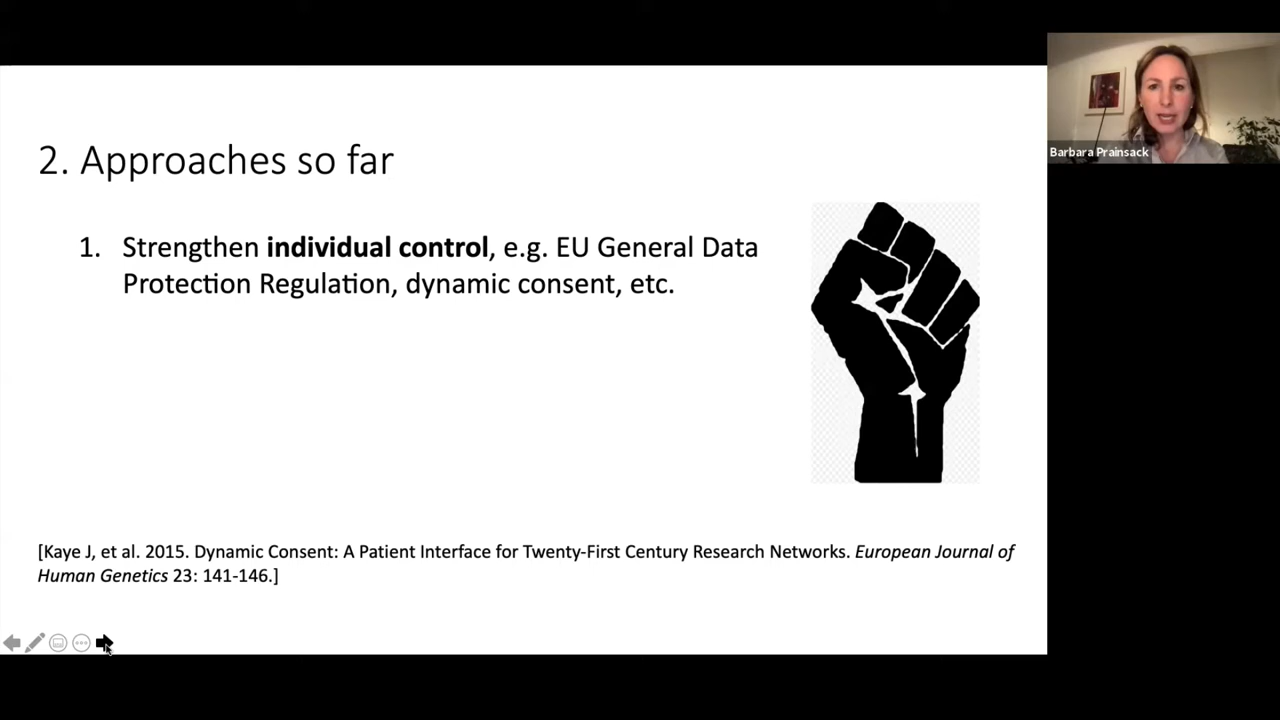 2. Approaches so far
1. Strengthen individual control, e.g. EU General Data
Protection Regulation, dynamic consent, etc.
[Kaye J, et al. 2015. Dynamic Consent: A Patient Interface for Twenty-First Century Research Networks. European Journal of
Human Genetics 23: 141-146.]
Barbara Prainsack